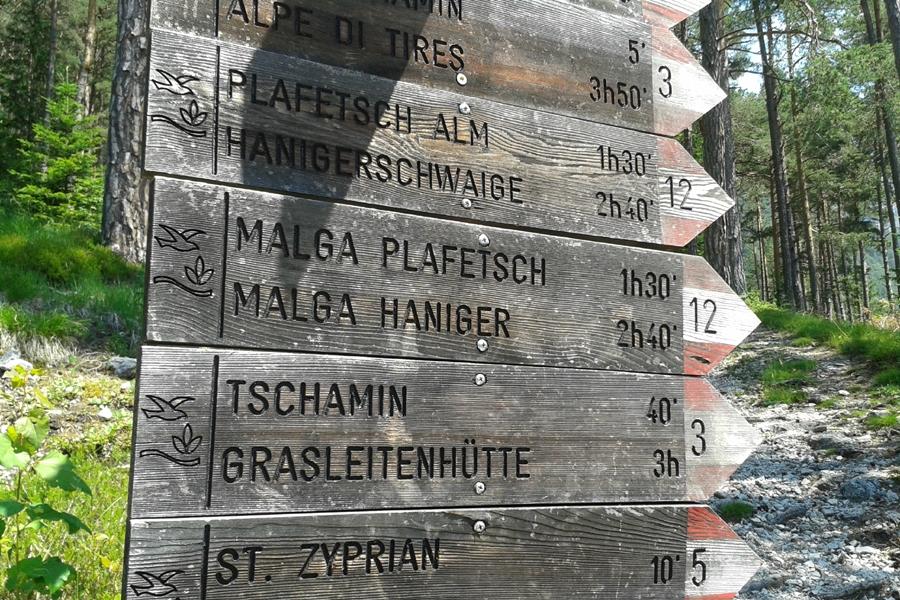 ALPE DI TIRES 5'
3h50' 3
PLAFETSCH ALM 1h30'
HANIGERSCHWAIGE 2h40' 12
MALGA PLAFETSCH 1h30'
MALGA HANIGER 2h40' 12
TSCHAMIN 40'
GRASLEITENHÜTTE 3h 3
ST. ZYPRIAN 10' 5